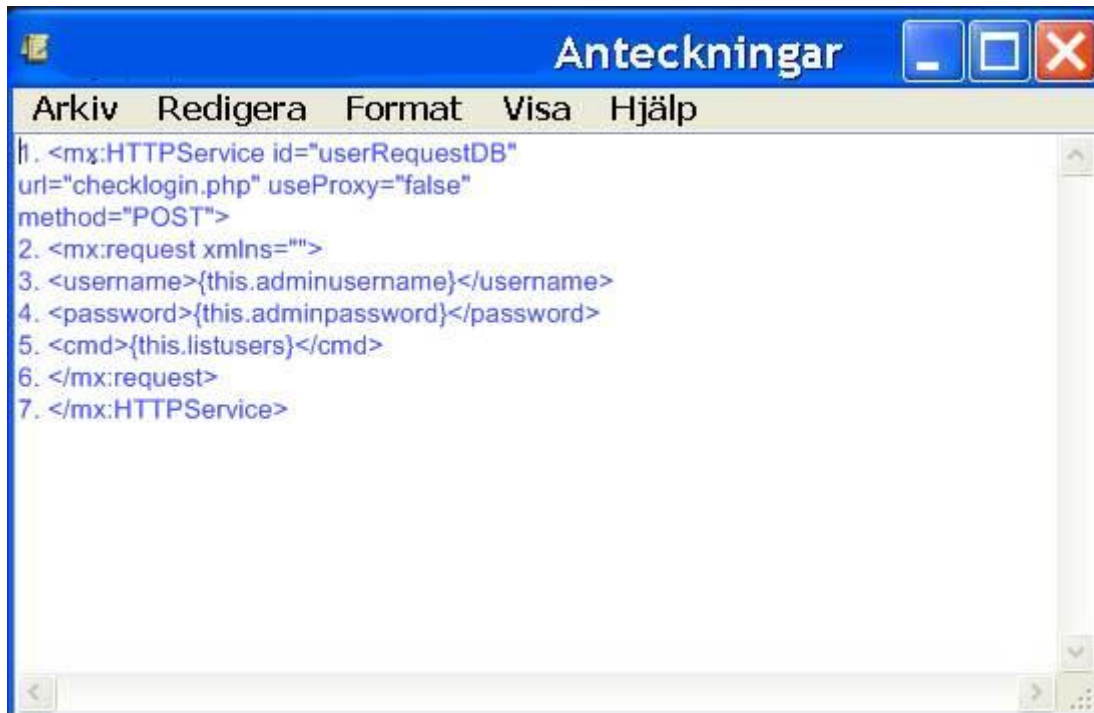 Anteckningar
Arkiv Redigera Format Visa Hjälp
1. <mx:HTTPService id="userRequestDB"
url="checklogin.php" useProxy="false"
method="POST">
2. <mx:request xmlns="">
3. <username>{this.adminusername}</username>
4. <password>{this.adminpassword}</password>
5. <cmd>{this.listusers}</cmd>
6. </mx:request>
7. </mx:HTTPService>